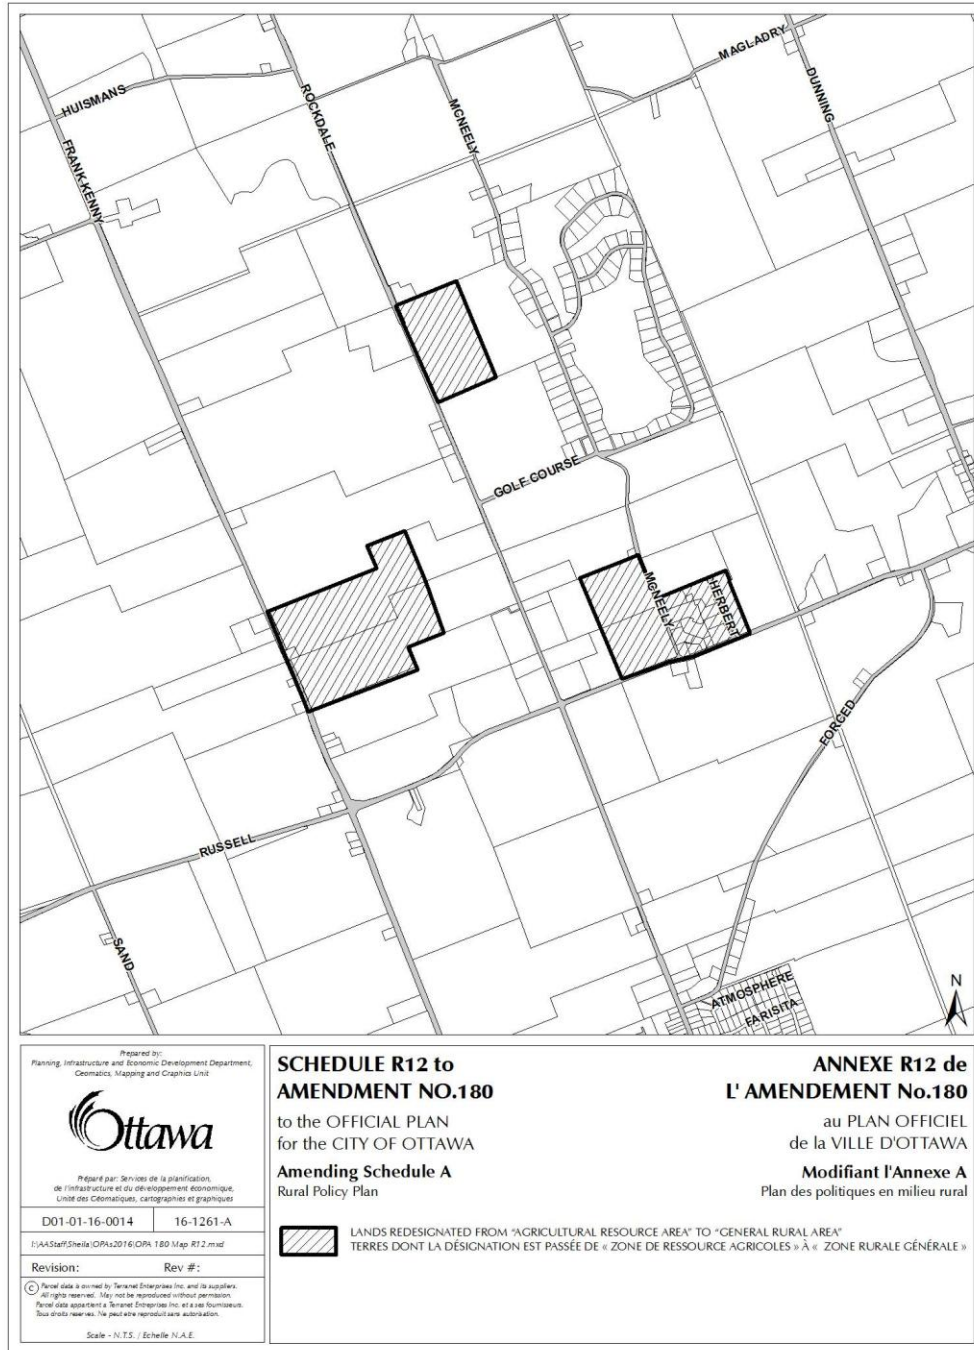 MAGLADRY
HUISMANS
ROCKDALE
MCNEELY
DUNNING
FRANK KENNY
GOLF COURSE
MCNEELY
HERBERT
FORCED
RUSSELL
SAND
ATMOSPHERE
FARISITA
N
Prepared by:
Planning, Infrastructure and Economic Development Department,
Geomatics, Mapping and Graphics Unit
Ottawa
Préparé par: Services de la planification,
de l'infrastructure et du développement économique,
Unité des Géomatiques, cartographies et graphiques
D01-01-16-0014 16-1261-A
I:\AAStaff\Sheila\OPAs2016\OPA 180 Map R12.mxd
Revision: Rev #:
© Parcel data is owned by Teranet Enterprises Inc. and its suppliers.
All rights reserved. May not be reproduced without permission.
Parcel data appartient a Teranet Entreprises Inc. et a ses fournisseurs.
Tous droits reserves. Ne peut etre reproduit sans autorisation.
Scale - N.T.S. / Echelle N.A.E.
SCHEDULE R12 to
AMENDMENT NO.180
to the OFFICIAL PLAN
for the CITY OF OTTAWA
Amending Schedule A
Rural Policy Plan
ANNEXE R12 de
L' AMENDEMENT No.180
au PLAN OFFICIEL
de la VILLE D'OTTAWA
Modifiant l'Annexe A
Plan des politiques en milieu rural
LANDS REDESIGNATED FROM "AGRICULTURAL RESOURCE AREA" TO "GENERAL RURAL AREA"
TERRES DONT LA DÉSIGNATION EST PASSÉE DE « ZONE DE RESSOURCE AGRICOLES » À « ZONE RURALE GÉNÉRALE »